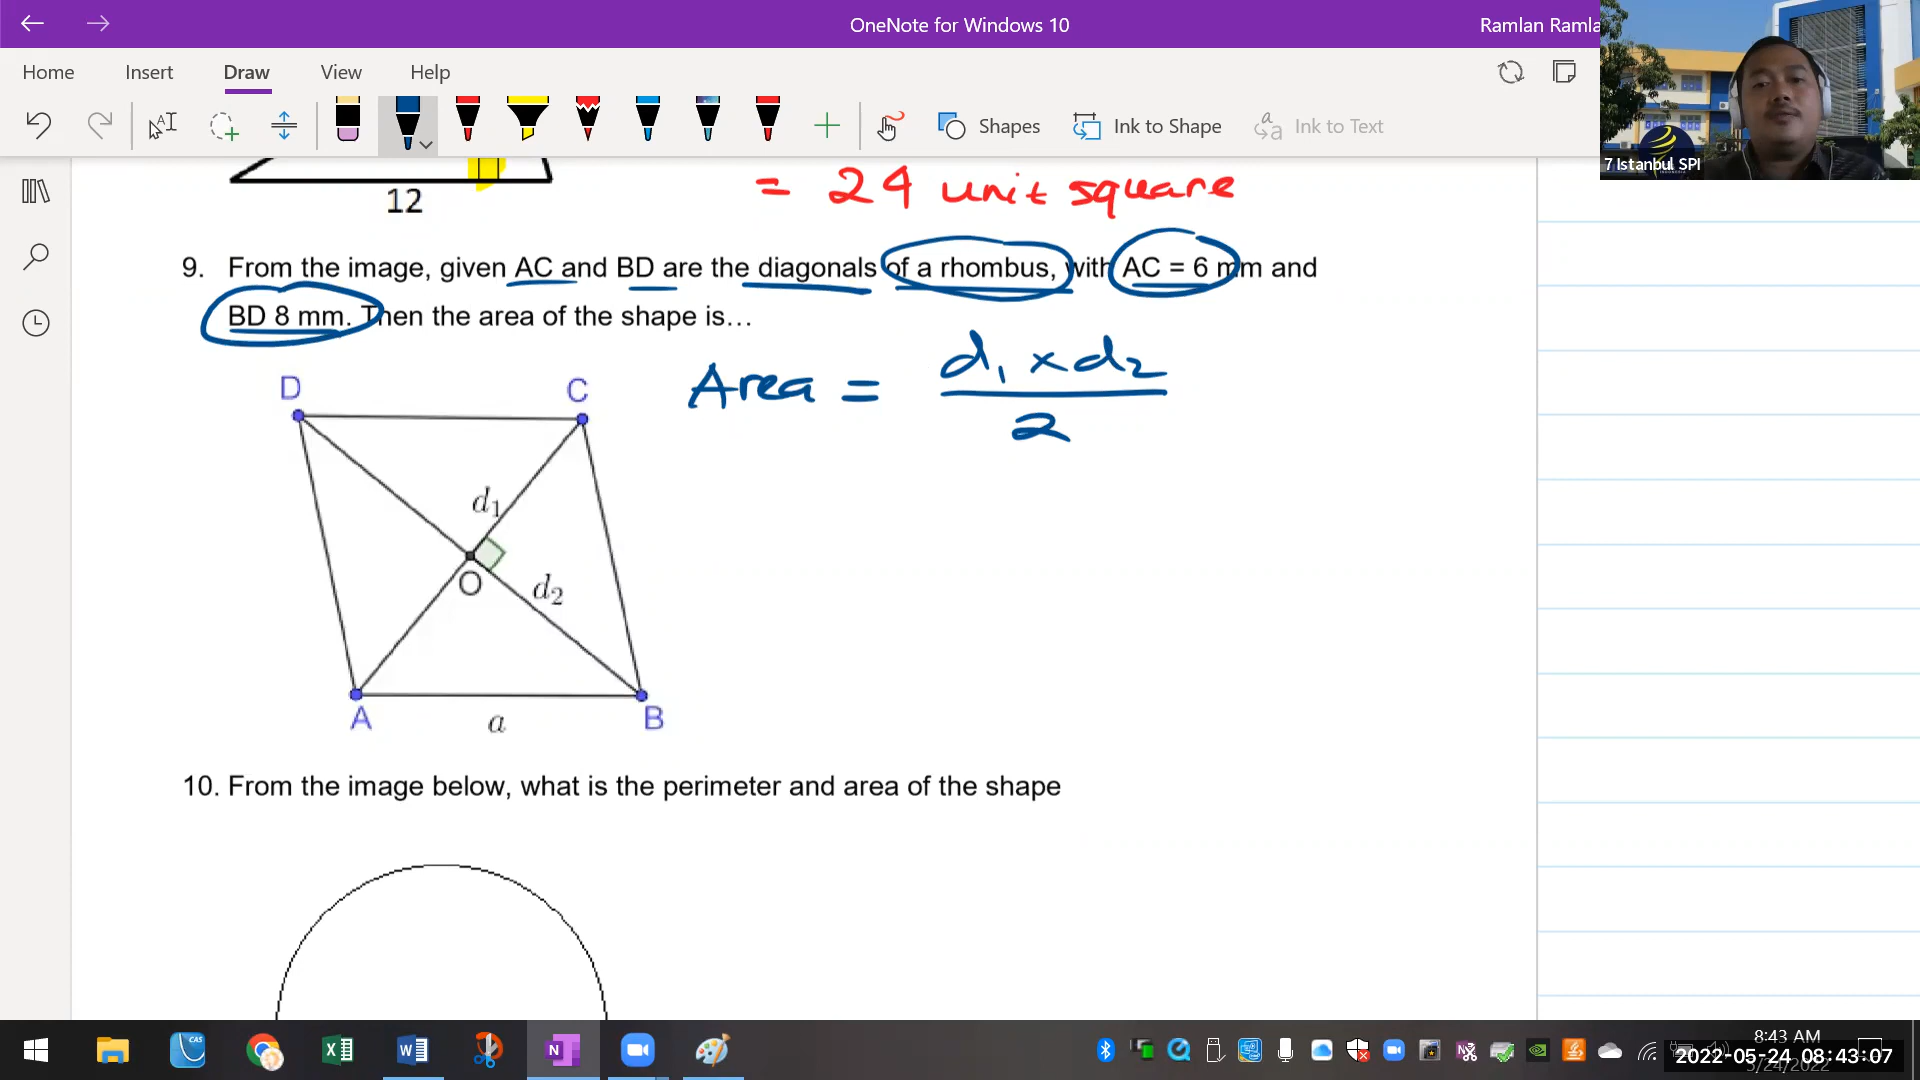 OneNote for Windows 10
Ramlan Ramla
Home Insert Draw View Help
Shapes Ink to Shape Ink to Text
7 Istanbul SPI
12
= 24 unit square
9. From the image, given AC and BD are the diagonals of a rhombus, with AC = 6 mm and
BD 8 mm. Then the area of the shape is…
Area = d₁ × d₂
2
D C
d₁
O
d₂
A a B
10. From the image below, what is the perimeter and area of the shape
8:43 AM
2022-05-24 08:43:07
5/24/2022